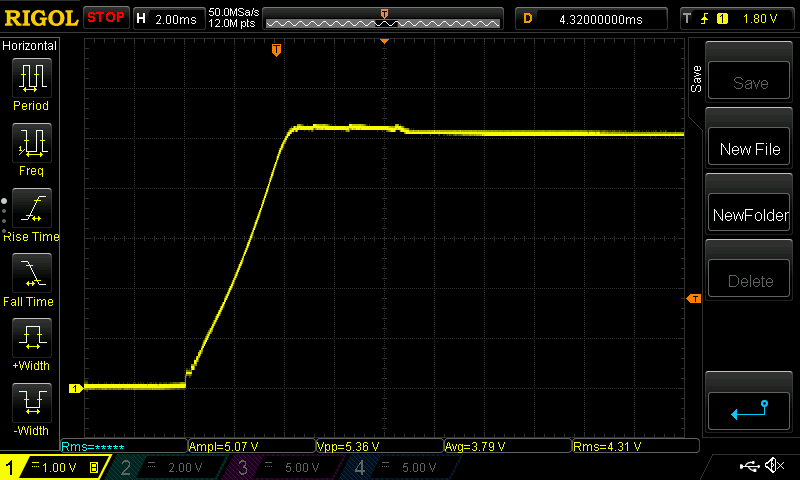 RIGOL STOP H 2.00ms 50.0MSa/s D 4.32000000ms T 1 1.80 V
12.0M pts
T
Horizontal
Period
Freq
Rise Time
Fall Time
+Width
-Width
T
1
T
Save
Save
New File
NewFolder
Delete
Rms=***** Ampl=5.07 V Vpp=5.36 V Avg=3.79 V Rms=4.31 V
1 1.00 V B 2 2.00 V 3 5.00 V 4 5.00 V